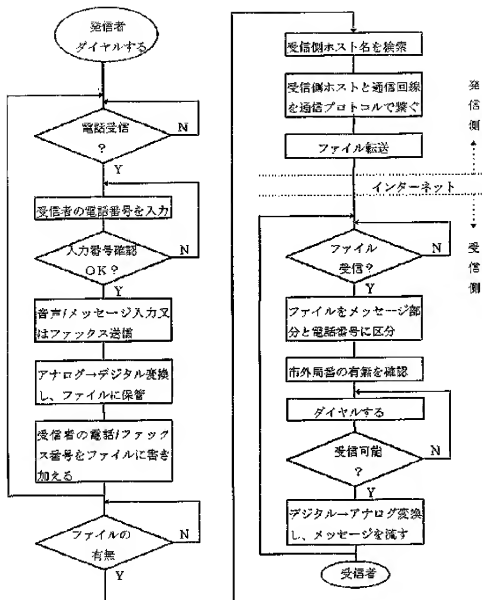 発信者
ダイヤルする
電話受信
?
N
Y
受信者の電話番号を入力
入力番号確認
OK?
N
Y
音声/メッセージ入力又
はファックス送信
アナログ→デジタル変換
し、ファイルに保管
受信者の電話/ファック
ス番号をファイルに書き
加える
ファイルの
有無
N
Y
受信側ホスト名を検索
受信側ホストと通信回線
を通信プロトコルで繋ぐ
ファイル転送
発信側
インターネット
受信側
ファイル
受信?
N
Y
ファイルをメッセージ部
分と電話番号に区分
市外局番の有無を確認
ダイヤルする
受信可能
?
N
Y
デジタル→アナログ変換
し、メッセージを流す
受信者